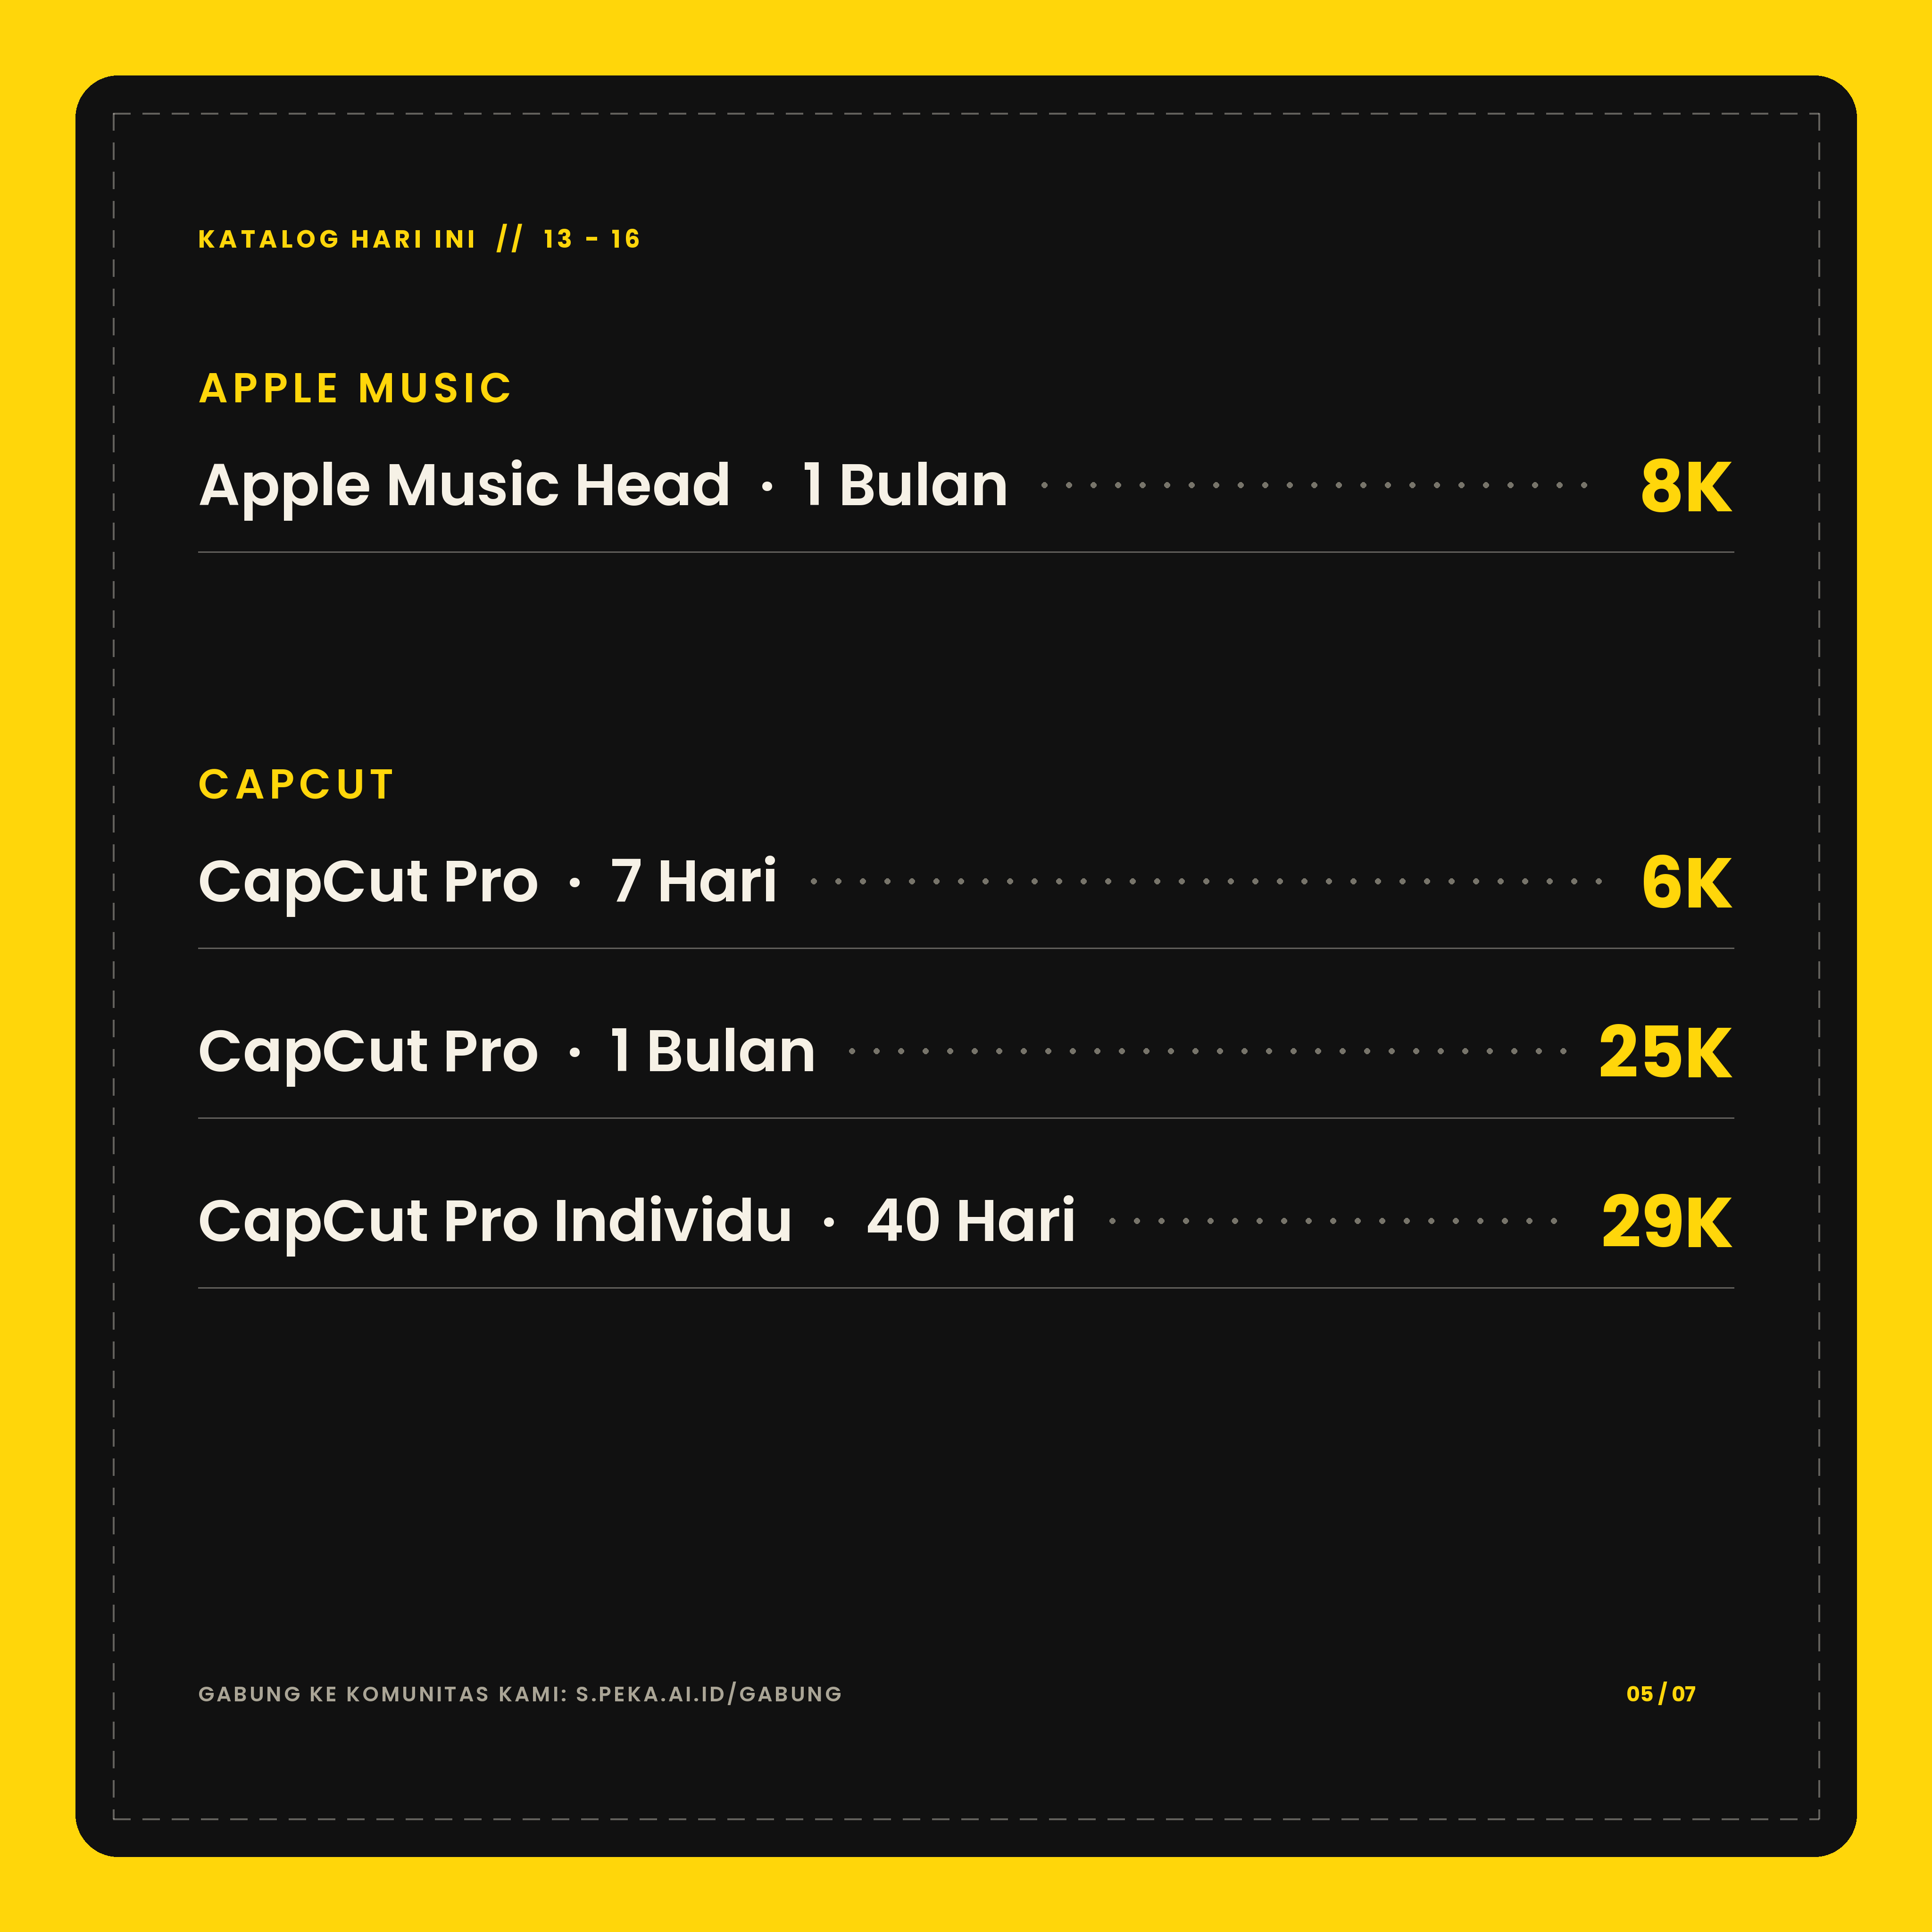 KATALOG HARI INI // 13 - 16
APPLE MUSIC
Apple Music Head · 1 Bulan 8K
CAPCUT
CapCut Pro · 7 Hari 6K
CapCut Pro · 1 Bulan 25K
CapCut Pro Individu · 40 Hari 29K
GABUNG KE KOMUNITAS KAMI: S.PEKA.AI.ID/GABUNG 05 / 07